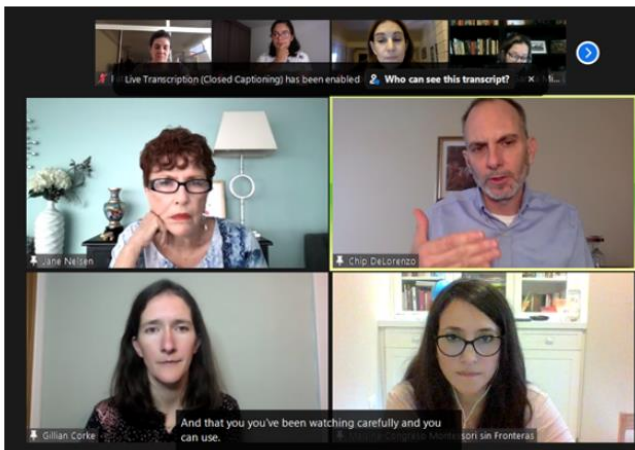 Live Transcription (Closed Captioning) has been enabled
Who can see this transcript?
Jane Nelsen
Chip DeLorenzo
And that you you've been watching carefully and you
can use.
Gillian Corke
Congreso Montessori sin Fronteras